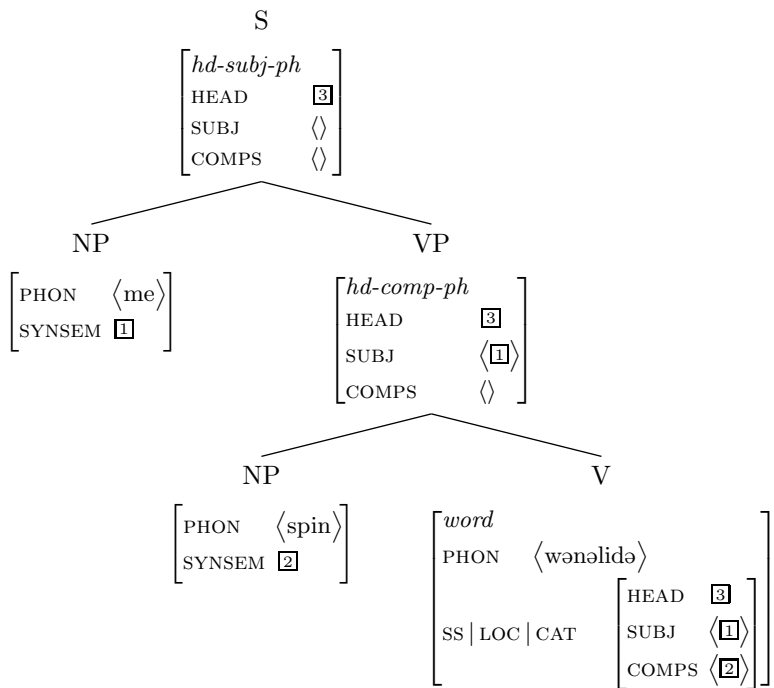 S
hd-subj-ph
HEAD 3
SUBJ ⟨⟩
COMPS ⟨⟩
NP VP
PHON ⟨me⟩
SYNSEM 1
hd-comp-ph
HEAD 3
SUBJ ⟨1⟩
COMPS ⟨⟩
NP V
PHON ⟨spin⟩
SYNSEM 2
word
PHON ⟨wənəlidə⟩
SS | LOC | CAT
HEAD 3
SUBJ ⟨1⟩
COMPS ⟨2⟩